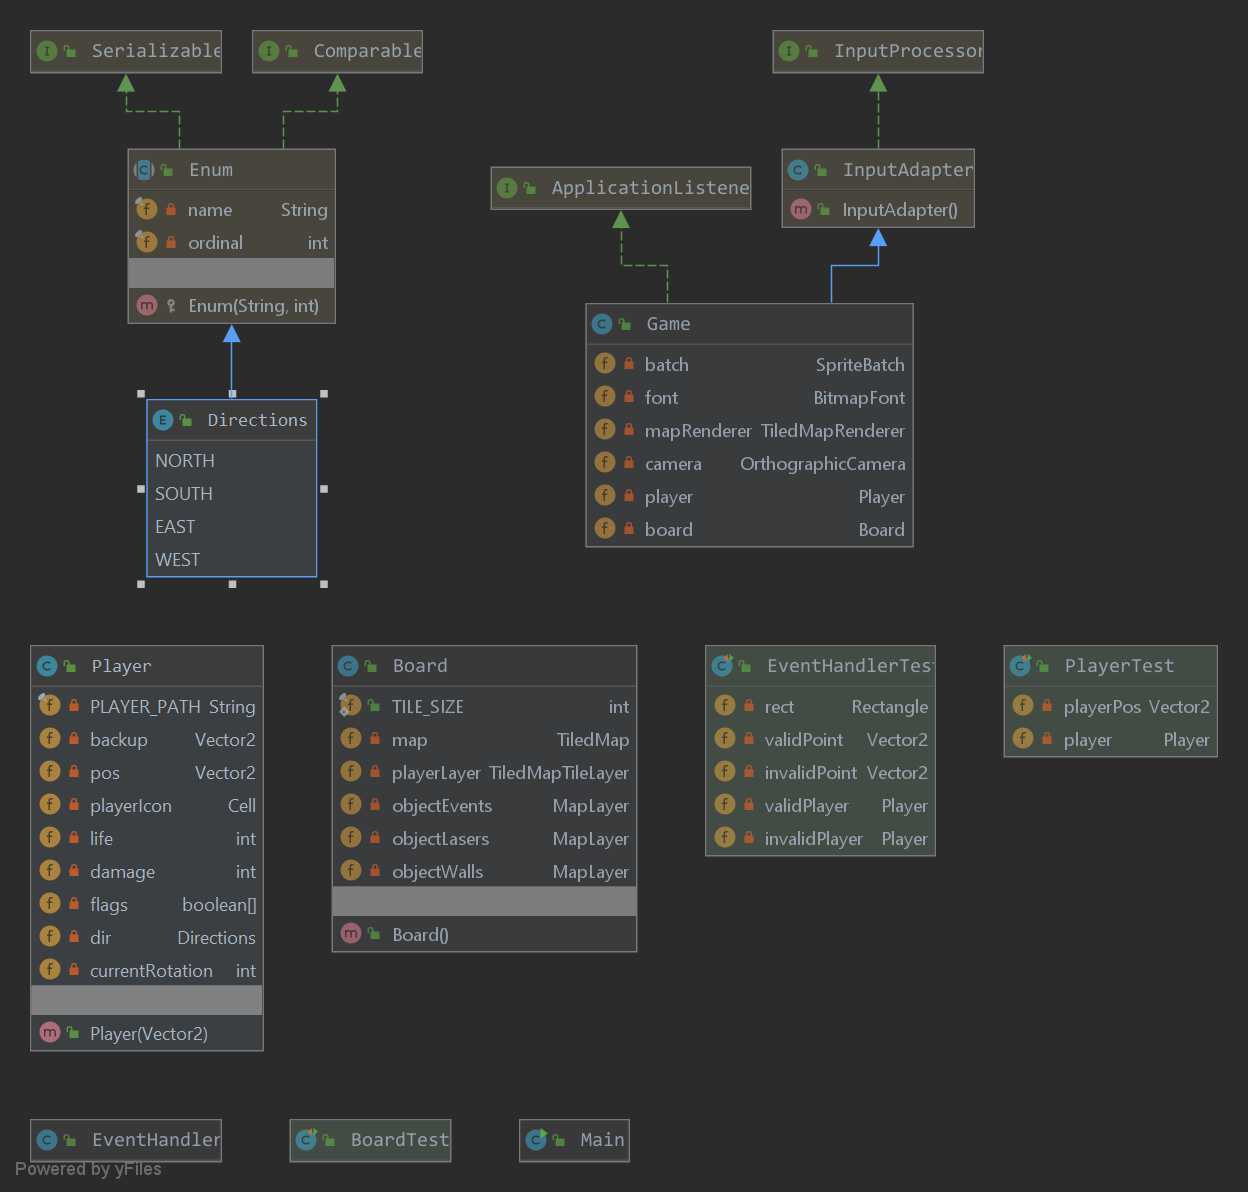 Serializable
Comparable
InputProcessor
Enum
name String
ordinal int
Enum(String, int)
ApplicationListene
InputAdapter
InputAdapter()
Directions
NORTH
SOUTH
EAST
WEST
Game
batch SpriteBatch
font BitmapFont
mapRenderer TiledMapRenderer
camera OrthographicCamera
player Player
board Board
Player
PLAYER_PATH String
backup Vector2
pos Vector2
playerIcon Cell
life int
damage int
flags boolean[]
dir Directions
currentRotation int
Player(Vector2)
Board
TILE_SIZE int
map TiledMap
playerLayer TiledMapTileLayer
objectEvents MapLayer
objectLasers MapLayer
objectWalls MapLayer
Board()
EventHandlerTest
rect Rectangle
validPoint Vector2
invalidPoint Vector2
validPlayer Player
invalidPlayer Player
PlayerTest
playerPos Vector2
player Player
EventHandler
BoardTest
Main
Powered by yFiles